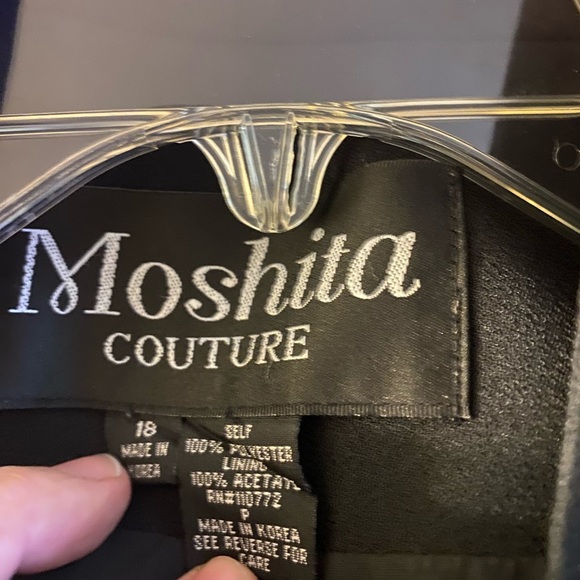 Moshita
COUTURE
18
MADE IN
KOREA
SELF
100% POLYESTER
LINING
100% ACETATE
RN#110772
P
MADE IN KOREA
SEE REVERSE FOR
CARE